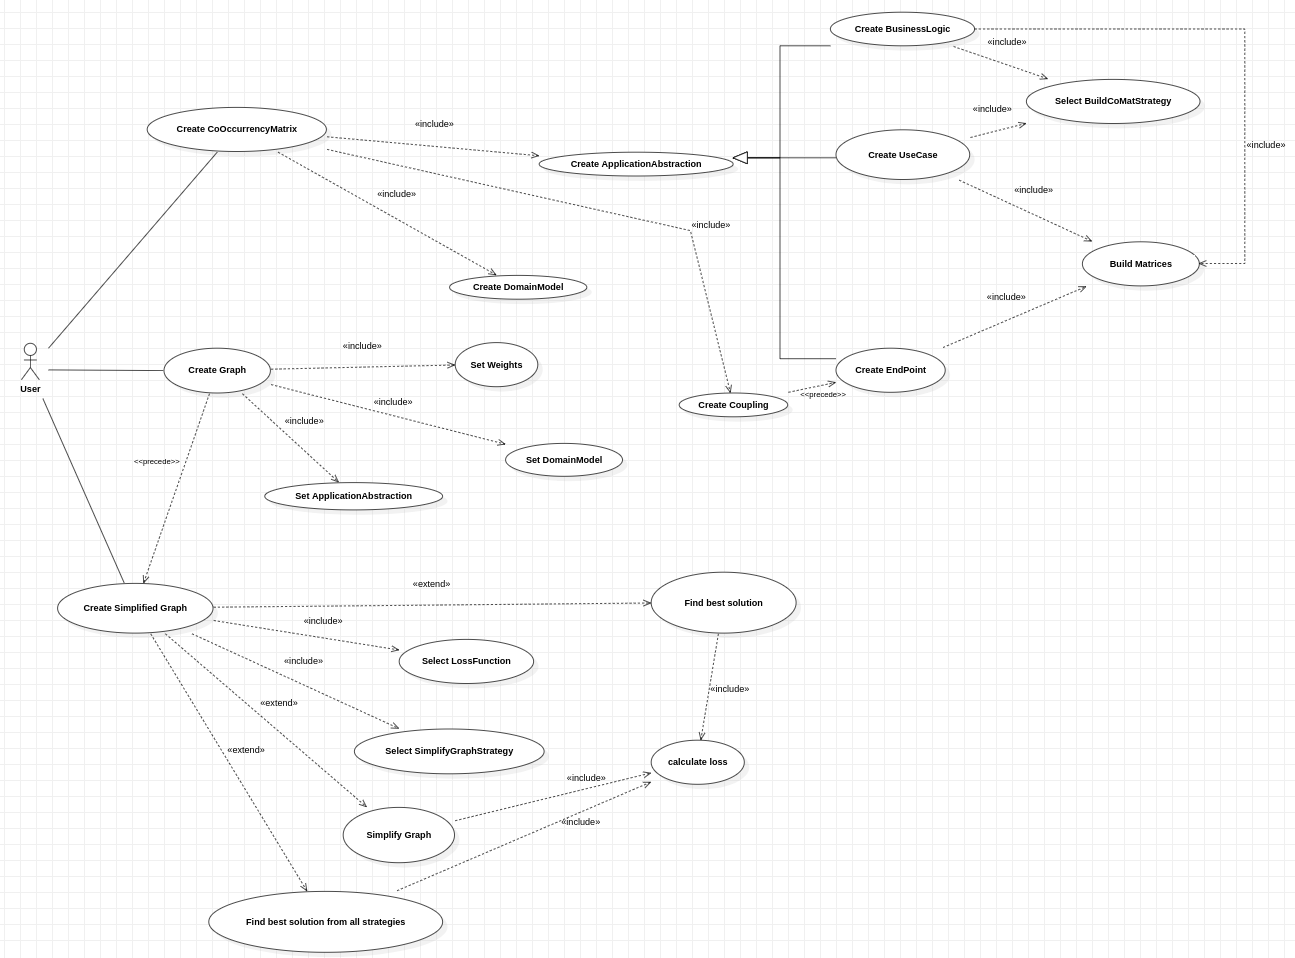 Create BusinessLogic
«include»
Select BuildCoMatStrategy
«include»
Create CoOccurrencyMatrix
«include»
«include»
Create UseCase
Create ApplicationAbstraction
«include»
«include»
«include»
Build Matrices
Create DomainModel
«include»
«include»
Set Weights
Create Graph
Create EndPoint
User
<<precede>>
«include»
Create Coupling
«include»
<<precede>>
Set DomainModel
Set ApplicationAbstraction
«extend»
Create Simplified Graph
Find best solution
«include»
«include»
Select LossFunction
«include»
«extend»
«extend»
Select SimplifyGraphStrategy
calculate loss
«include»
«include»
Simplify Graph
Find best solution from all strategies